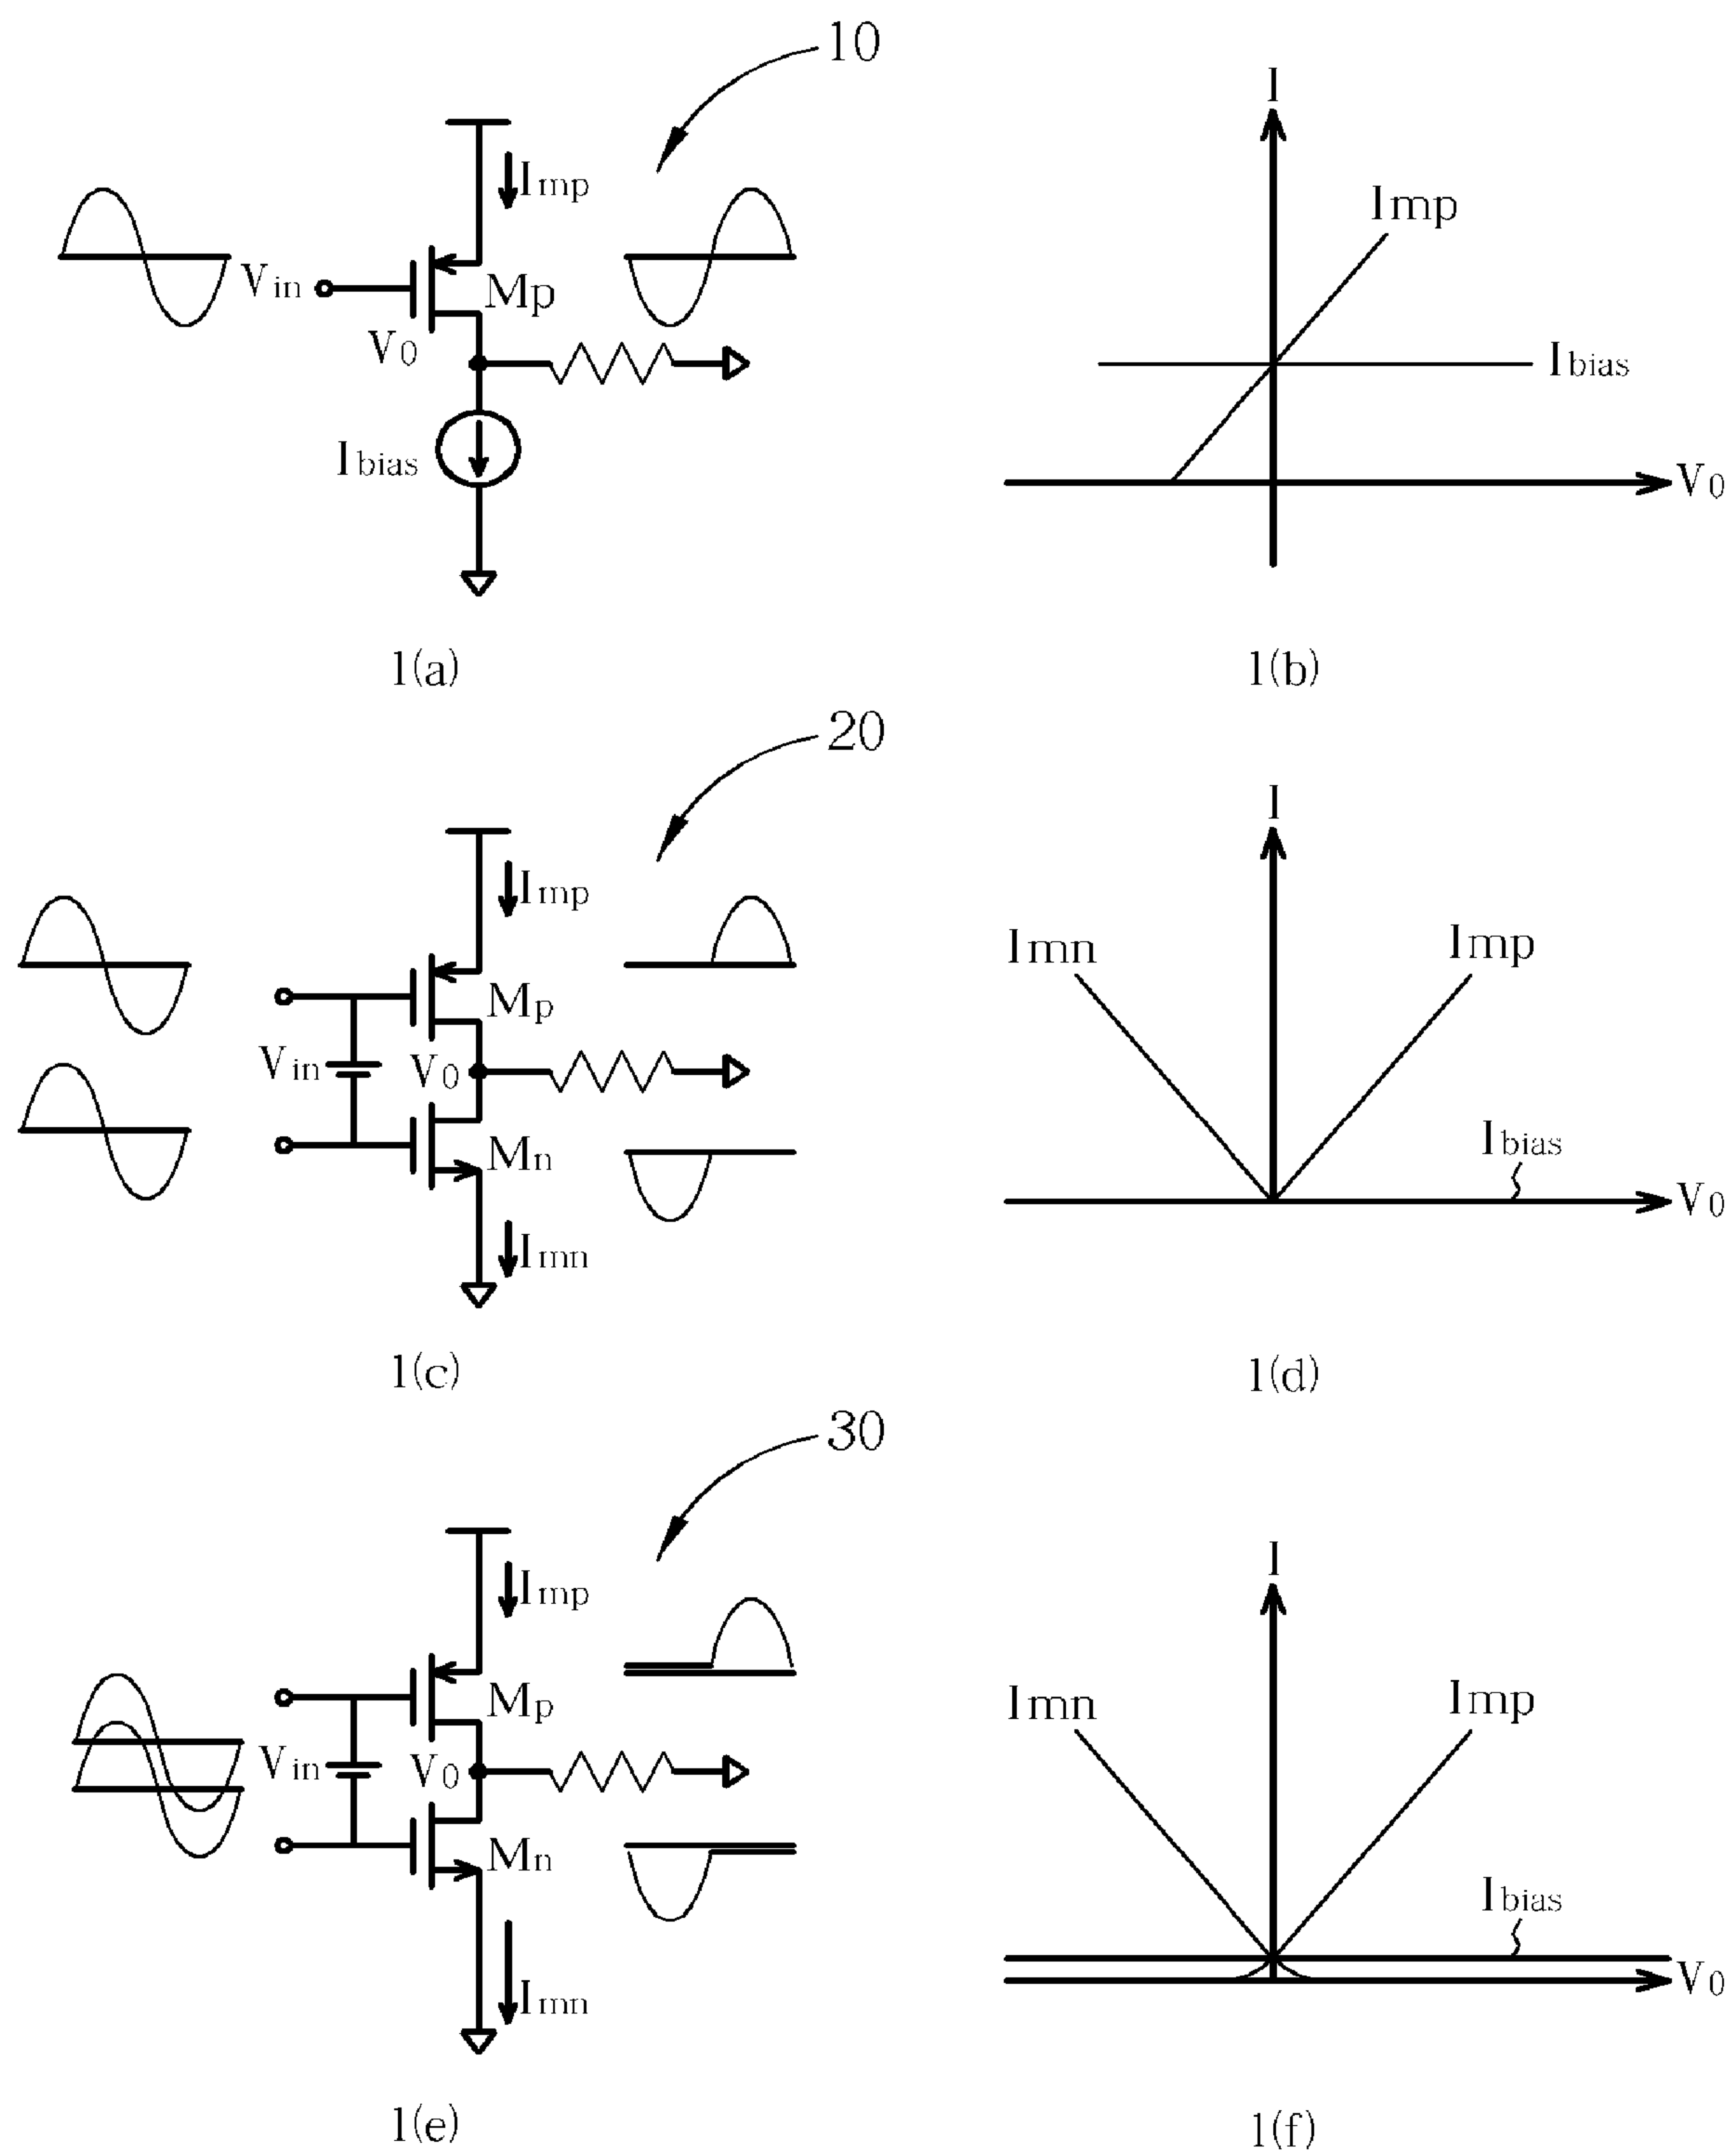 10
Imp
Vin
Mp
V0
Ibias
1(a)
I
Imp
Ibias
V0
1(b)
20
Imp
Mp
Vin
V0
Mn
Imn
1(c)
I
Imn
Imp
Ibias
V0
1(d)
30
Imp
Mp
Vin
V0
Mn
Imn
1(e)
I
Imn
Imp
Ibias
V0
1(f)